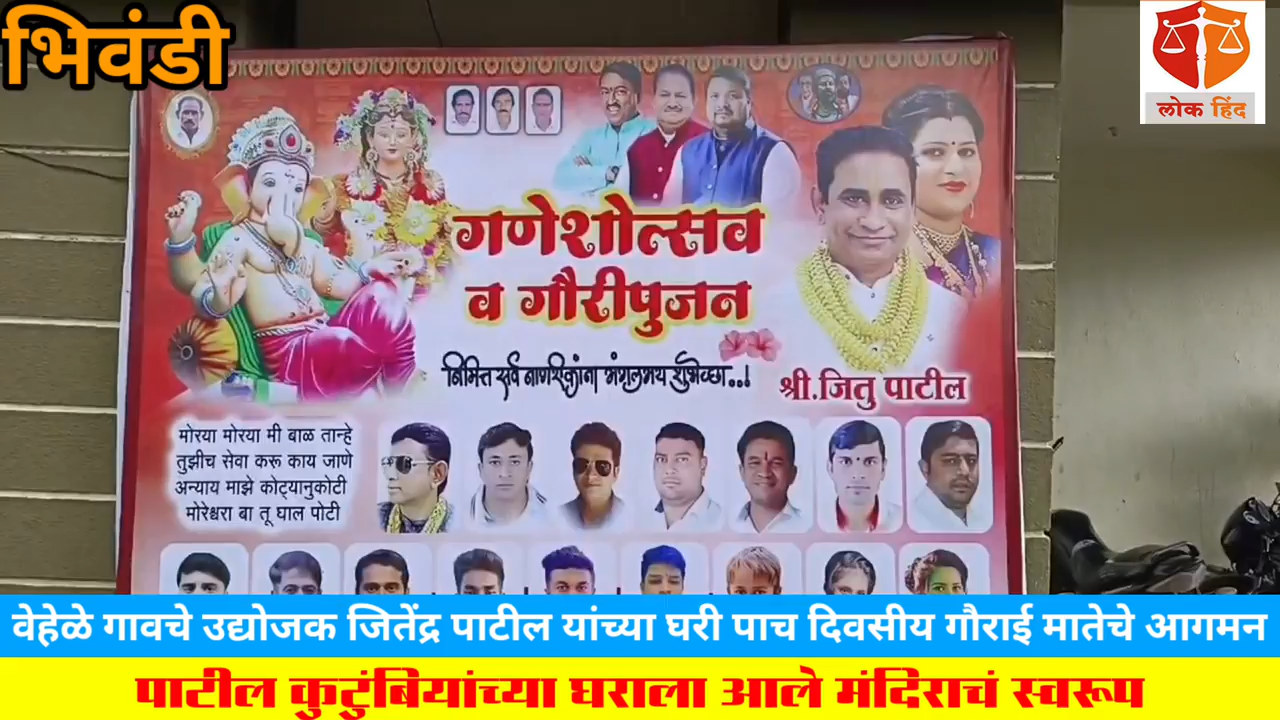 भिवंडी
लोक हिंद
गणेशोत्सव
व गौरीपुजन
निमित्त सर्व नागरिकांना मंगलमय शुभेच्छा...!
श्री.जितु पाटील
मोरया मोरया मी बाळ तान्हे
तुझीच सेवा करू काय जाणे
अन्याय माझे कोट्यानुकोटी
मोरेश्वरा बा तू घाल पोटी
वेहेळे गावचे उद्योजक जितेंद्र पाटील यांच्या घरी पाच दिवसीय गौराई मातेचे आगमन
पाटील कुटुंबियांच्या घराला आले मंदिराचं स्वरूप